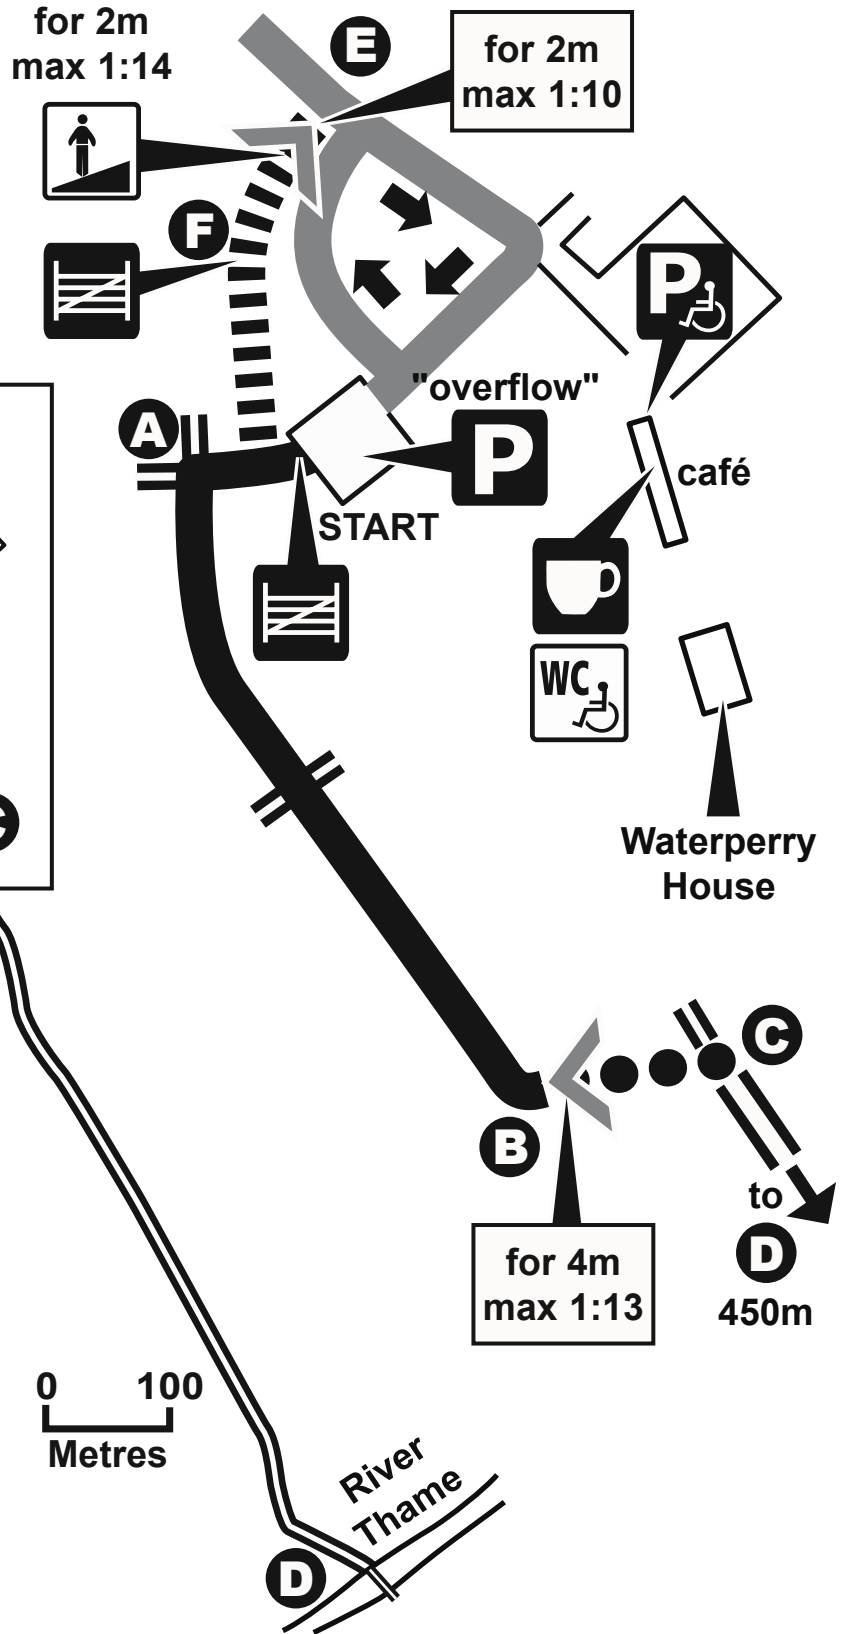 for 2m
max 1:14
E
for 2m
max 1:10
F
P
"overflow"
A
P
café
START
WC
Waterperry
House
C
B
to
D
450m
for 4m
max 1:13
0 100
Metres
River
Thame
D